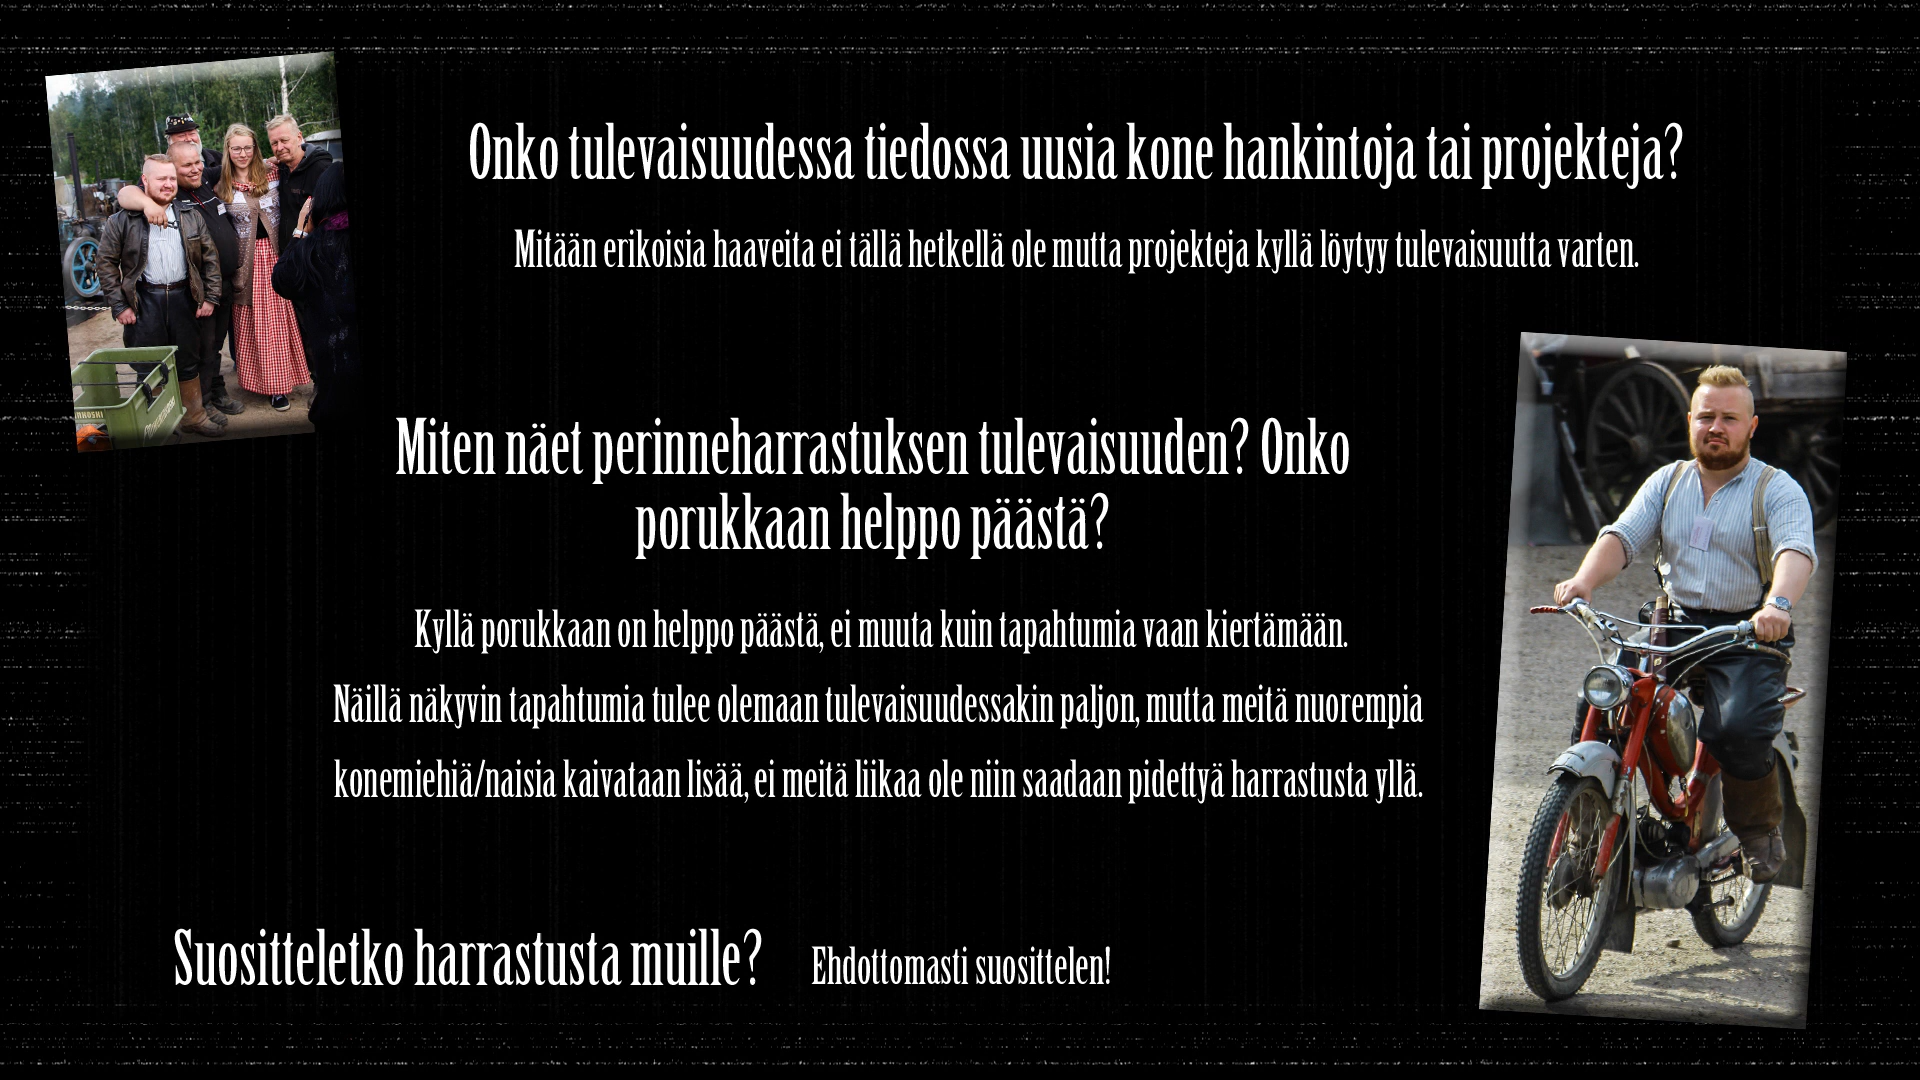 Onko tulevaisuudessa tiedossa uusia kone hankintoja tai projekteja?
Mitään erikoisia haaveita ei tällä hetkellä ole mutta projekteja kyllä löytyy tulevaisuutta varten.
Miten näet perinneharrastuksen tulevaisuuden? Onko
porukkaan helppo päästä?
Kyllä porukkaan on helppo päästä, ei muuta kuin tapahtumia vaan kiertämään.
Näillä näkyvin tapahtumia tulee olemaan tulevaisuudessakin paljon, mutta meitä nuorempia
konemiehiä/naisia kaivataan lisää, ei meitä liikaa ole niin saadaan pidettyä harrastusta yllä.
Suositteletko harrastusta muille? Ehdottomasti suosittelen!